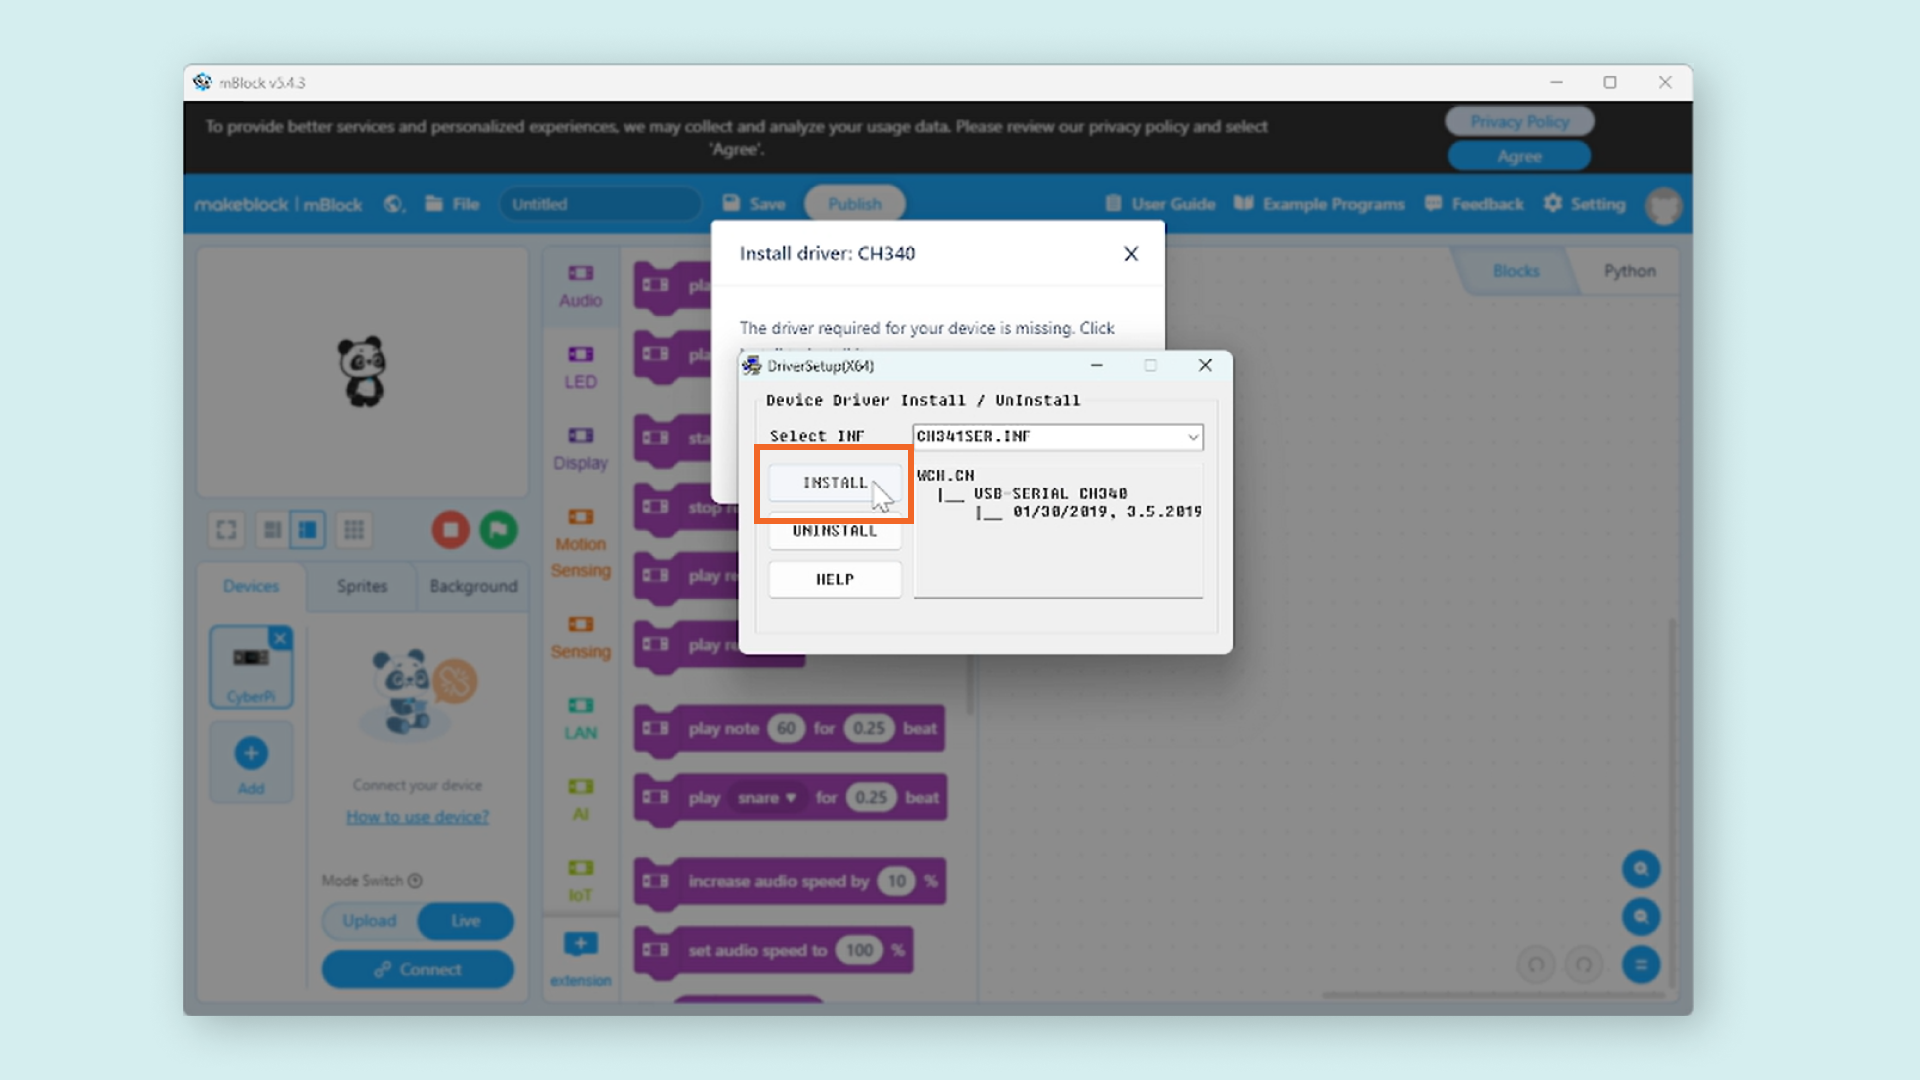 mBlock v5.4.3
To provide better services and personalized experiences, we may collect and analyze your usage data. Please review our privacy policy and select
'Agree'.
Privacy Policy
Agree
makeblock | mBlock
File
Untitled
Save
Publish
User Guide
Example Programs
Feedback
Setting
Install driver: CH340
X
The driver required for your device is missing. Click
DriverSetup(X64)
Device Driver Install / UnInstall
Select INF
CH341SER.INF
INSTALL
UNINSTALL
HELP
WCH.CN
|__ USB-SERIAL CH340
|__ 01/30/2019, 3.5.2019
Blocks
Python
Audio
LED
Display
Motion
Sensing
Sensing
LAN
AI
IoT
extension
pla
pla
sta
stop re
play re
play re
play note 60 for 0.25 beat
play snare for 0.25 beat
increase audio speed by 10 %
set audio speed to 100 %
Devices
Sprites
Background
CyberPi
Add
Connect your device
How to use device?
Mode Switch
Upload
Live
Connect